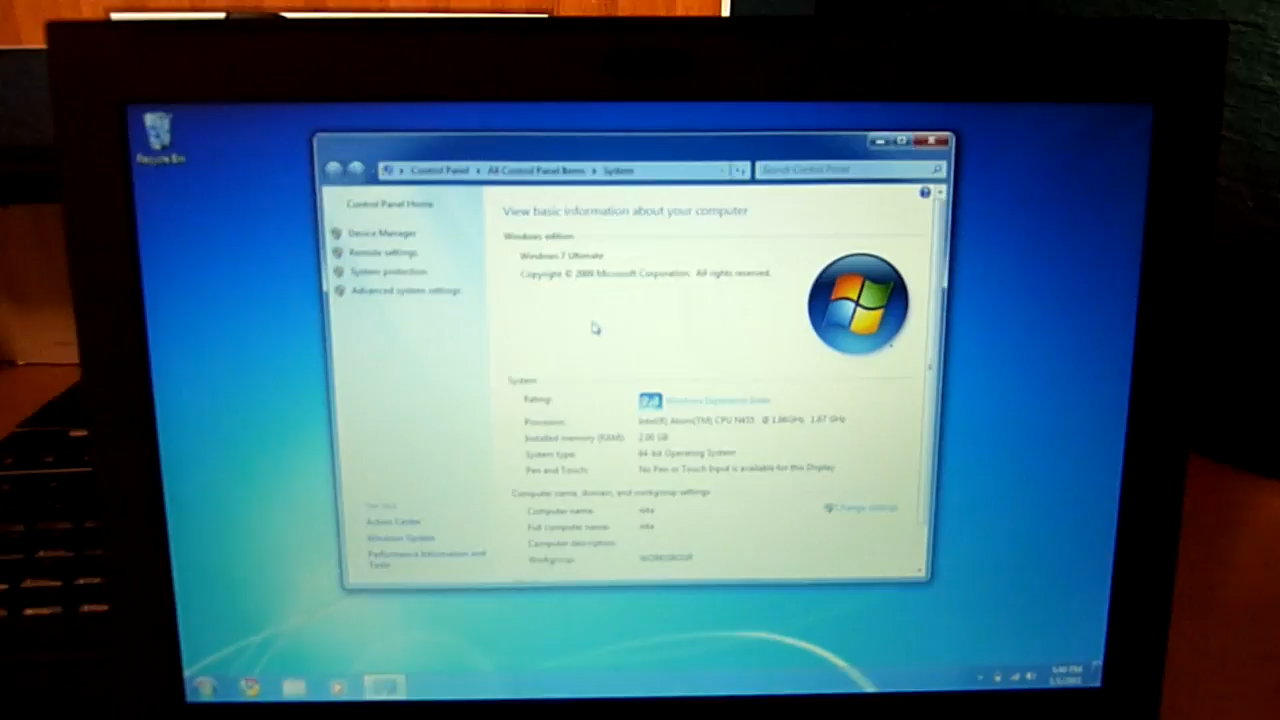 Recycle Bin
Control Panel
All Control Panel Items
System
Search Control Panel
Control Panel Home
Device Manager
Remote settings
System protection
Advanced system settings
View basic information about your computer
Windows edition
Windows 7 Ultimate
Copyright © 2009 Microsoft Corporation. All rights reserved.
System
Rating:
Windows Experience Index
Processor:
Intel(R) Atom(TM) CPU N455 @ 1.66GHz 1.67 GHz
Installed memory (RAM):
2.00 GB
System type:
64-bit Operating System
Pen and Touch:
No Pen or Touch Input is available for this Display
Computer name, domain, and workgroup settings
Computer name:
Change settings
Full computer name:
Computer description:
Workgroup:
WORKGROUP
See also
Action Center
Windows Update
Performance Information and
Tools
5:40 PM